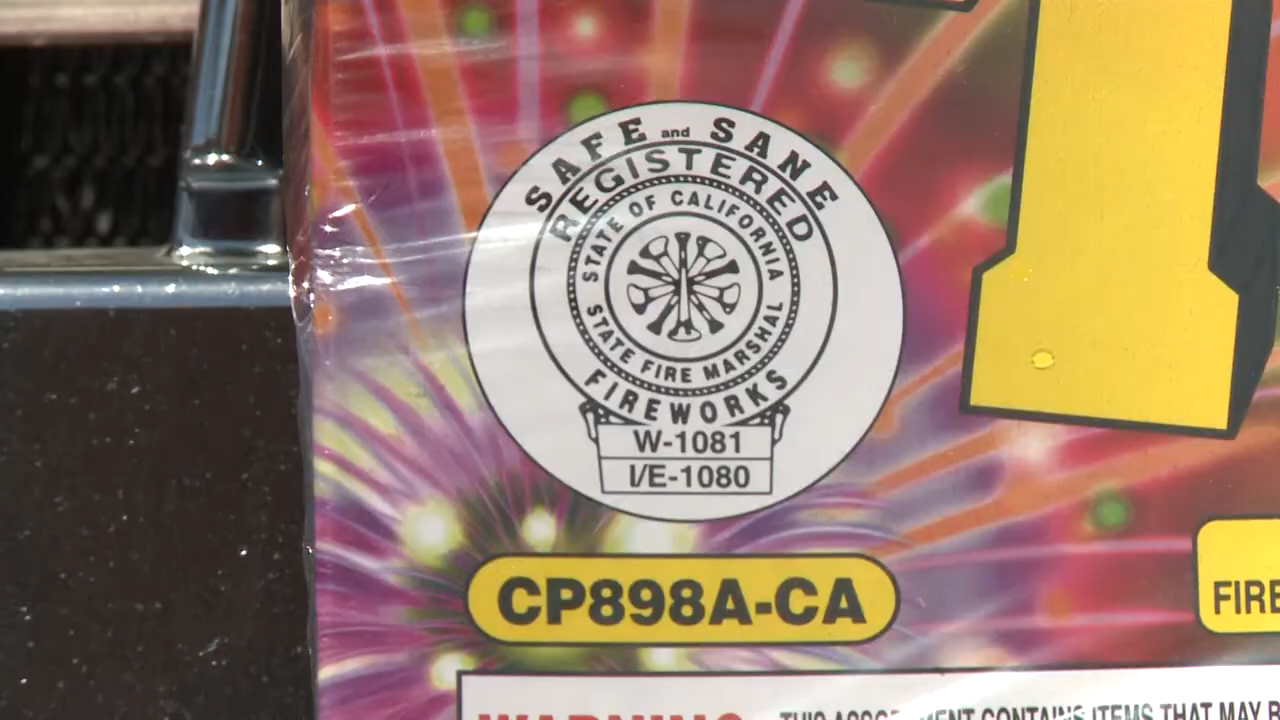 SAFE and SANE
REGISTERED
STATE OF CALIFORNIA
STATE FIRE MARSHAL
FIREWORKS
W-1081
I/E-1080
CP898A-CA
FIRE
WARNING
THIS ASSORTMENT CONTAINS ITEMS THAT MAY